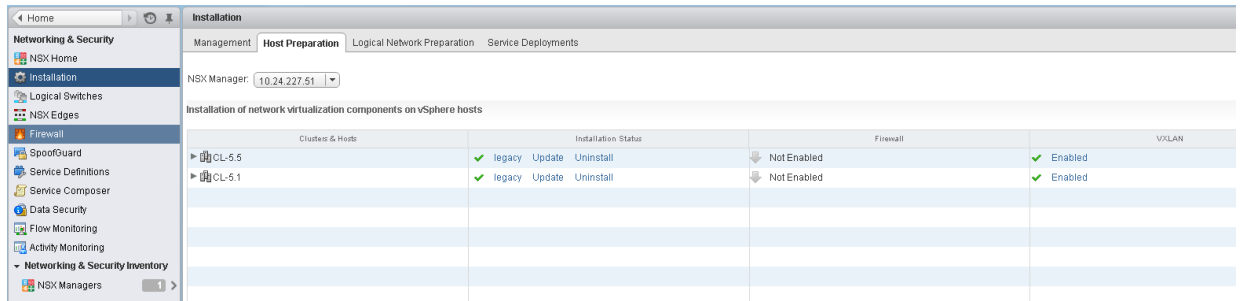 Home
Networking & Security
NSX Home
Installation
Logical Switches
NSX Edges
Firewall
SpoofGuard
Service Definitions
Service Composer
Data Security
Flow Monitoring
Activity Monitoring
Networking & Security Inventory
NSX Managers 1
Installation
Management Host Preparation Logical Network Preparation Service Deployments
NSX Manager: 10.24.227.51
Installation of network virtualization components on vSphere hosts
Clusters & Hosts Installation Status Firewall VXLAN
CL-5.5 legacy Update Uninstall Not Enabled Enabled
CL-5.1 legacy Update Uninstall Not Enabled Enabled